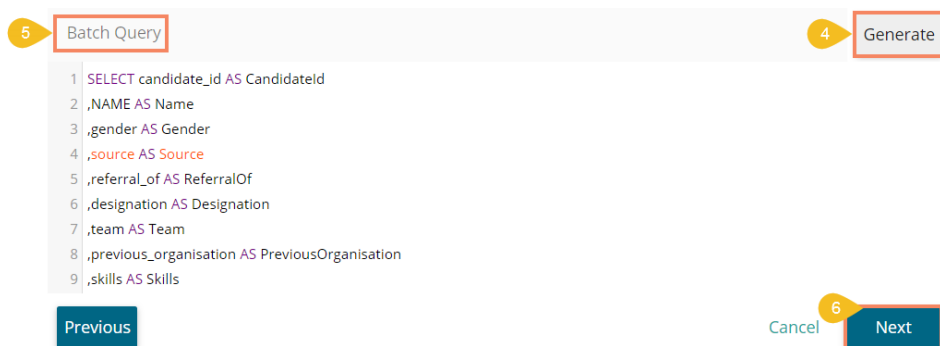 5 Batch Query 4 Generate
1 SELECT candidate_id AS CandidateId
2 ,NAME AS Name
3 ,gender AS Gender
4 ,source AS Source
5 ,referral_of AS ReferralOf
6 ,designation AS Designation
7 ,team AS Team
8 ,previous_organisation AS PreviousOrganisation
9 ,skills AS Skills
6
Previous Cancel Next